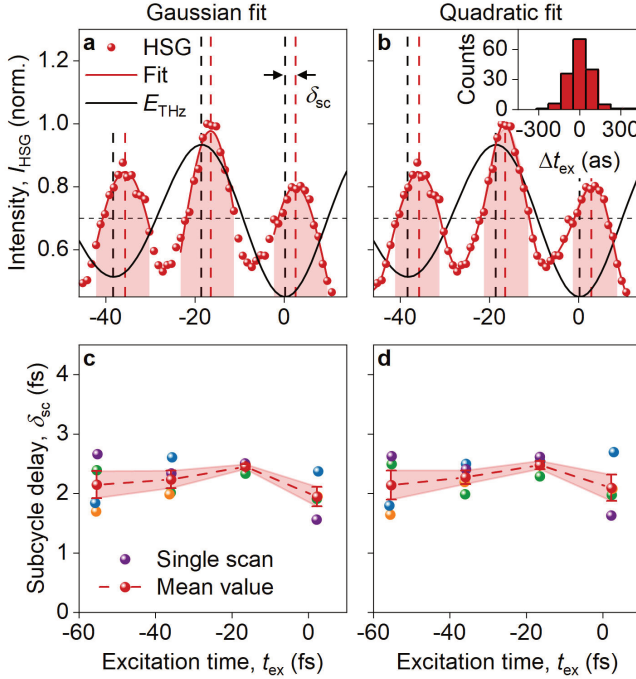 Gaussian fit
Quadratic fit
a
HSG
Fit
E_THz
δ_sc
Intensity, I_HSG (norm.)
1.2
1.0
0.8
0.6
-40
-20
0
b
Counts
60
30
0
-300
0
300
Δt_ex (as)
-40
-20
0
c
Subcycle delay, δ_sc (fs)
4
3
2
1
0
Single scan
Mean value
-60
-40
-20
0
Excitation time, t_ex (fs)
d
-60
-40
-20
0
Excitation time, t_ex (fs)